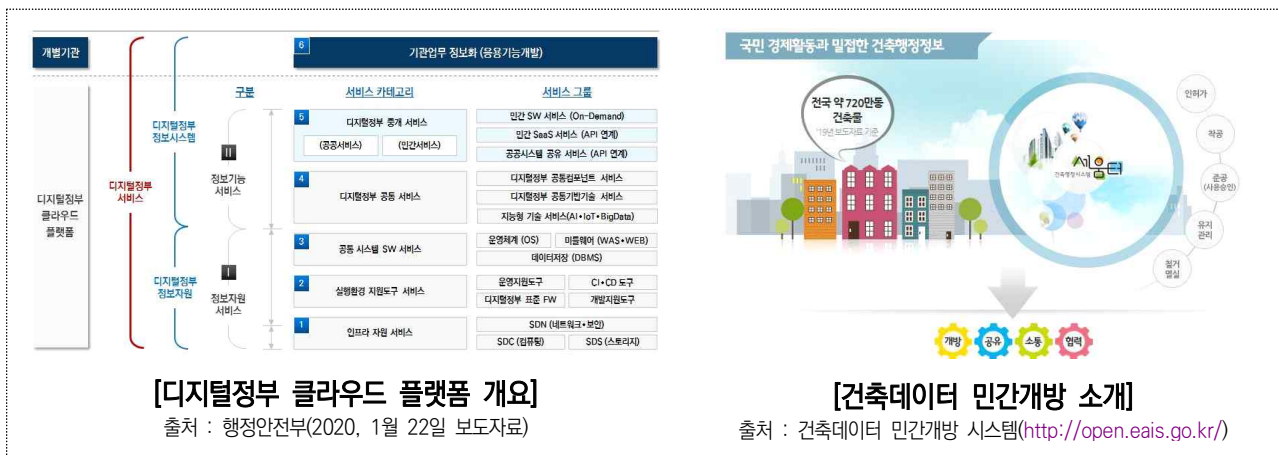 개별기관
6
기관업무 정보화 (응용기능개발)
구분
서비스 카테고리
서비스 그룹
디지털정부
클라우드
플랫폼
디지털정부
서비스
디지털정부
정보시스템
디지털정부
정보자원
II
정보기능
서비스
I
정보자원
서비스
5
디지털정부 중개 서비스
(공공서비스)
(민간서비스)
민간 SW 서비스 (On-Demand)
민간 SaaS 서비스 (API 연계)
공공시스템 공유 서비스 (API 연계)
4
디지털정부 공통 서비스
디지털정부 공통컴포넌트 서비스
디지털정부 공통기반기술 서비스
지능형 기술 서비스(AI•IoT•BigData)
3
공통 시스템 SW 서비스
운영체계 (OS)
미들웨어 (WAS•WEB)
데이터저장 (DBMS)
2
실행환경 지원도구 서비스
운영지원도구
CI•CD 도구
디지털정부 표준 FW
개발지원도구
1
인프라 자원 서비스
SDN (네트워크•보안)
SDC (컴퓨팅)
SDS (스토리지)
[디지털정부 클라우드 플랫폼 개요]
출처 : 행정안전부(2020, 1월 22일 보도자료)
국민 경제활동과 밀접한 건축행정정보
전국 약 720만동
건축물
'19년 보도자료 기준
건축행정시스템
세움터
인허가
착공
준공
(사용승인)
유지
관리
철거
멸실
개방
공유
소통
협력
[건축데이터 민간개방 소개]
출처 : 건축데이터 민간개방 시스템(http://open.eais.go.kr/)